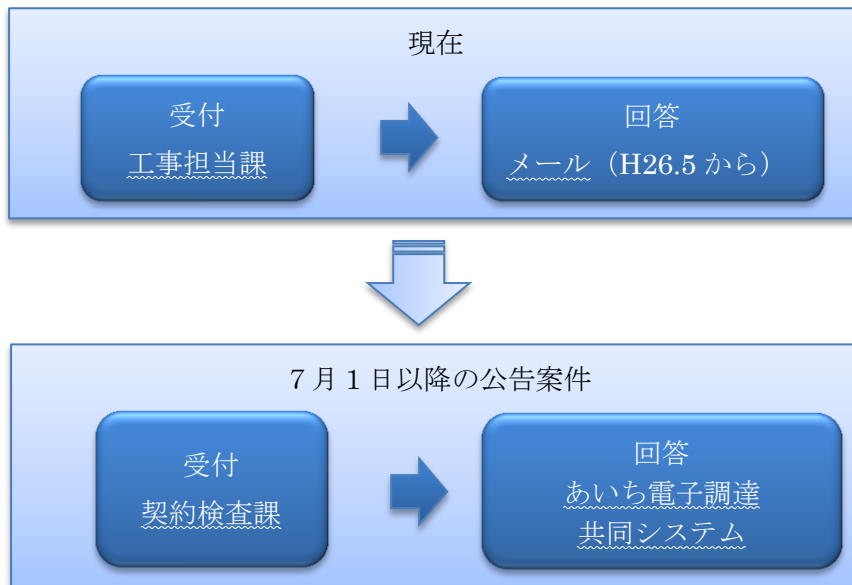 現在
受付
工事担当課
回答
メール（H26.5 から）
７月１日以降の公告案件
受付
契約検査課
回答
あいち電子調達
共同システム